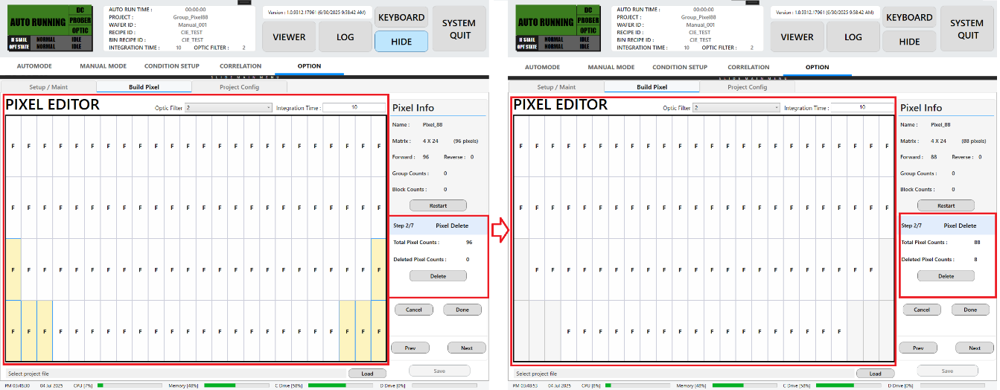 AUTO RUNNING DC PROBER OPTIC
II STAIL NORMAL IDLE
OPT STATE NORMAL IDLE
AUTO RUN TIME : 00:00:00
PROJECT : Group_Pixel88
WAFER ID : Manual_001
RECIPE ID : CIE_TEST
BIN RECIPE ID : CIE_TEST
INTEGRATION TIME : 10 OPTIC FILTER : 2
Version : 1.0.9312.17961 (6/30/2025 9:58:42 AM)
VIEWER LOG KEYBOARD HIDE SYSTEM QUIT
AUTOMODE MANUAL MODE CONDITION SETUP CORRELATION OPTION
SLIDE MAIN MENU
Setup / Maint Build Pixel Project Config
PIXEL EDITOR Optic Filter 2 Integration Time : 10
F F F F F F F F F F F F F F F F F F F F F F F F
F F F F F F F F F F F F F F F F F F F F F F F F
F F F F F F F F F F F F F F F F F F F F F F F F
F F F F F F F F F F F F F F F F F F F F F F F F
Pixel Info
Name : Pixel_88
Matrix : 4 X 24 (96 pixels)
Forward : 96 Reverse : 0
Group Counts : 0
Block Counts : 0
Restart
Step 2/7 Pixel Delete
Total Pixel Counts : 96
Deleted Pixel Counts : 0
Delete
Cancel Done
Prev Next
Select project file Load Save
PM 03:48:30 04 Jul 2025 CPU [7%] Memory [48%] C Drive [58%] D Drive [0%]
AUTO RUNNING DC PROBER OPTIC
II STAIL NORMAL IDLE
OPT STATE NORMAL IDLE
AUTO RUN TIME : 00:00:00
PROJECT : Group_Pixel88
WAFER ID : Manual_001
RECIPE ID : CIE_TEST
BIN RECIPE ID : CIE_TEST
INTEGRATION TIME : 10 OPTIC FILTER : 2
Version : 1.0.9312.17961 (6/30/2025 9:58:42 AM)
VIEWER LOG KEYBOARD HIDE SYSTEM QUIT
AUTOMODE MANUAL MODE CONDITION SETUP CORRELATION OPTION
SLIDE MAIN MENU
Setup / Maint Build Pixel Project Config
PIXEL EDITOR Optic Filter 2 Integration Time : 10
F F F F F F F F F F F F F F F F F F F F F F F F
F F F F F F F F F F F F F F F F F F F F F F F F
F F F F F F F F F F F F F F F F F F F F F F
F F F F F F F F F F F F F F F F F F
Pixel Info
Name : Pixel_88
Matrix : 4 X 24 (88 pixels)
Forward : 88 Reverse : 0
Group Counts : 0
Block Counts : 0
Restart
Step 2/7 Pixel Delete
Total Pixel Counts : 88
Deleted Pixel Counts : 8
Delete
Cancel Done
Prev Next
Select project file Load Save
PM 03:48:53 04 Jul 2025 CPU [6%] Memory [48%] C Drive [58%] D Drive [0%]